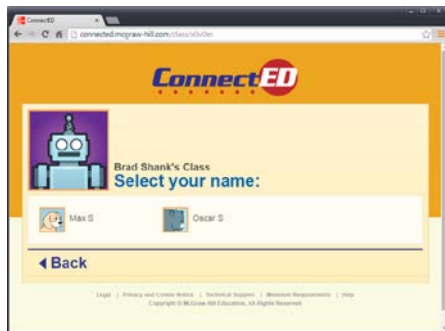 ConnectED
connected.mcgraw-hill.com/class/x0v0in
ConnectED
Brad Shank's Class
Select your name:
Max S
Oscar S
Back
Legal | Privacy and Cookie Notice | Technical Support | Minimum Requirements | Help
Copyright © McGraw-Hill Education. All Rights Reserved.